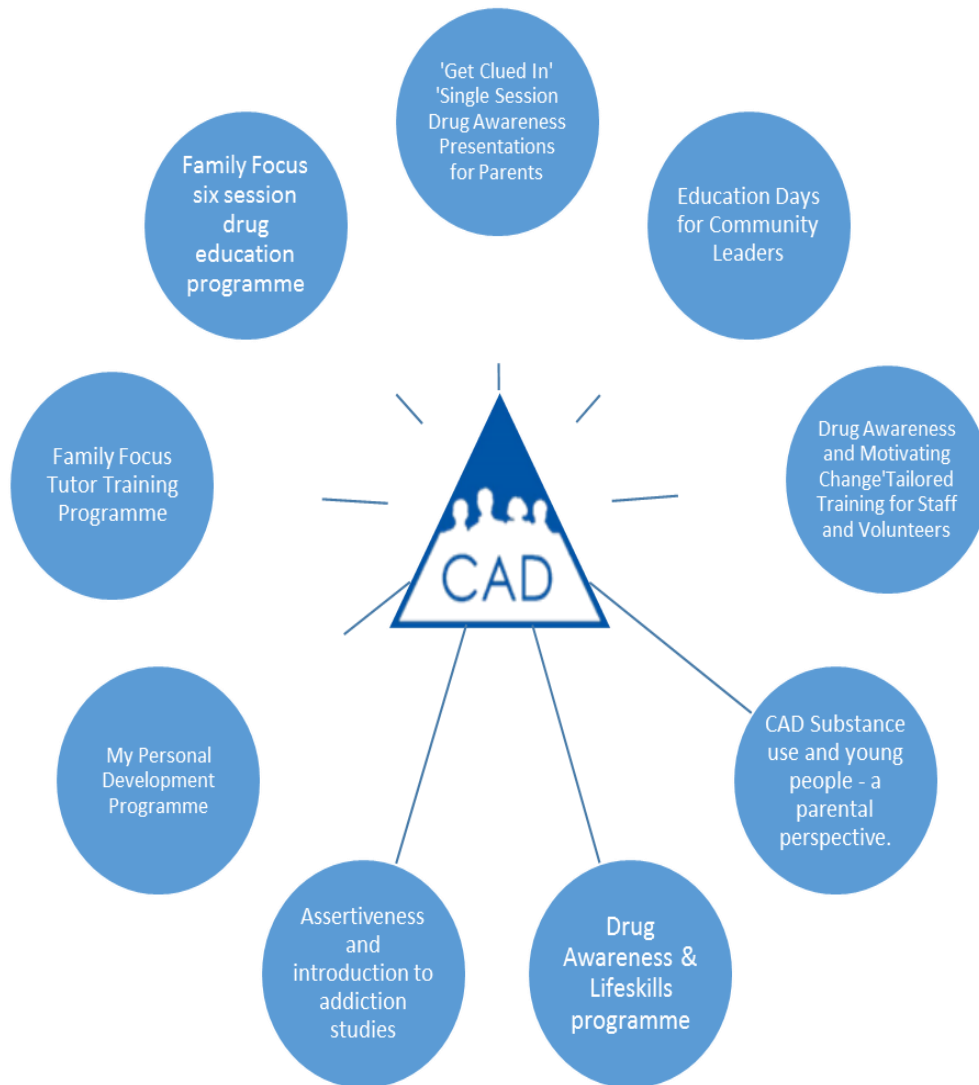 'Get Clued In'
'Single Session
Drug Awareness
Presentations
for Parents
Education Days
for Community
Leaders
Drug Awareness
and Motivating
Change'Tailored
Training for Staff
and Volunteers
CAD Substance
use and young
people - a
parental
perspective.
Drug
Awareness &
Lifeskills
programme
Assertiveness
and
introduction to
addiction
studies
My Personal
Development
Programme
Family Focus
Tutor Training
Programme
Family Focus
six session
drug
education
programme
CAD